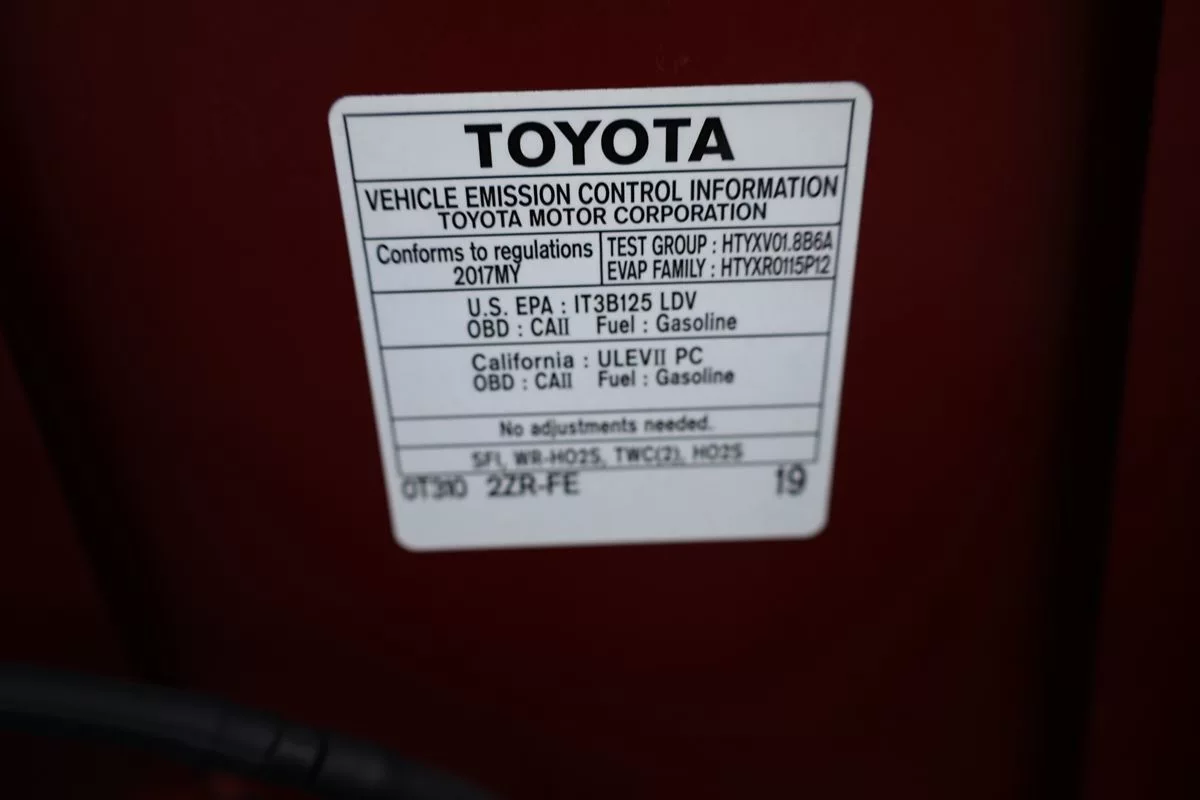 TOYOTA
VEHICLE EMISSION CONTROL INFORMATION
TOYOTA MOTOR CORPORATION
Conforms to regulations
2017MY
TEST GROUP : HTYXV01.8B6A
EVAP FAMILY : HTYXR0115P12
U.S. EPA : IT3B125 LDV
OBD : CAII Fuel : Gasoline
California : ULEVII PC
OBD : CAII Fuel : Gasoline
No adjustments needed.
SFI, WR-HO2S, TWC(2), HO2S
2ZR-FE 19